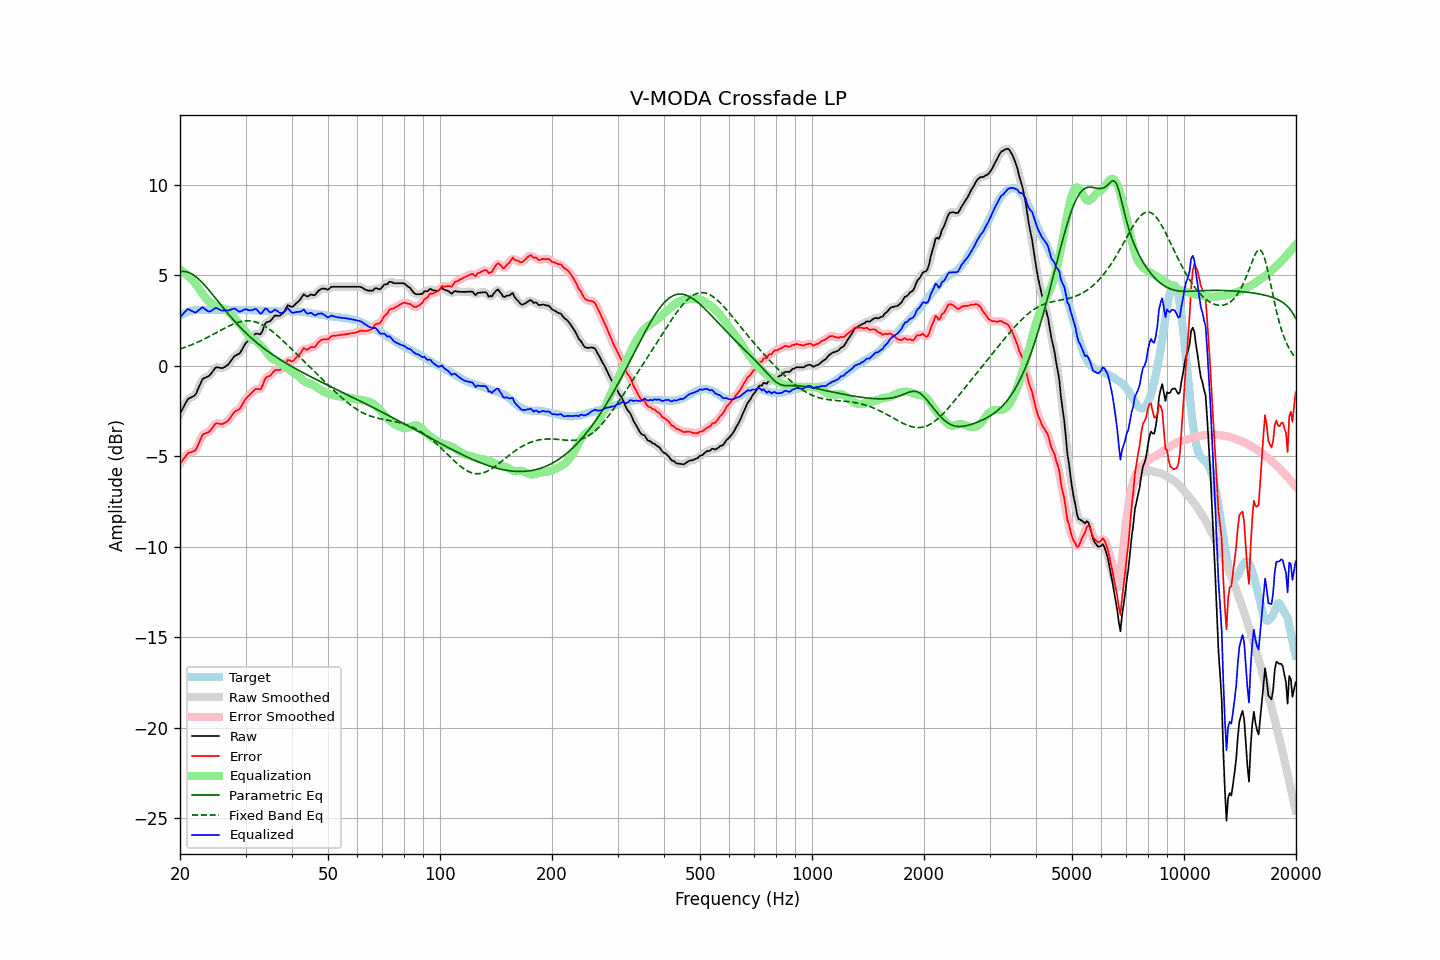 V-MODA Crossfade LP
Amplitude (dBr)
10
5
0
−5
−10
−15
−20
−25
Target
Raw Smoothed
Error Smoothed
Raw
Error
Equalization
Parametric Eq
Fixed Band Eq
Equalized
20 50 100 200 500 1000 2000 5000 10000 20000
Frequency (Hz)